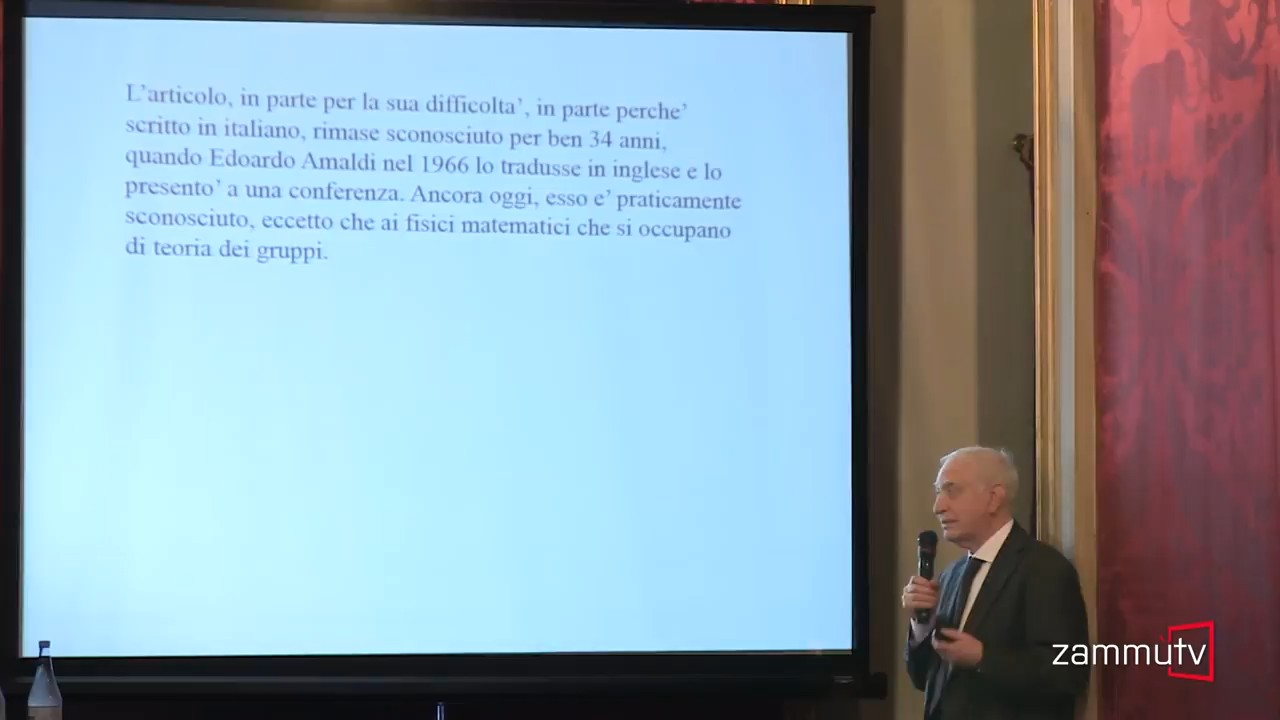 L'articolo, in parte per la sua difficolta', in parte perche'
scritto in italiano, rimase sconosciuto per ben 34 anni,
quando Edoardo Amaldi nel 1966 lo tradusse in inglese e lo
presento' a una conferenza. Ancora oggi, esso e' praticamente
sconosciuto, eccetto che ai fisici matematici che si occupano
di teoria dei gruppi.
zammùtv